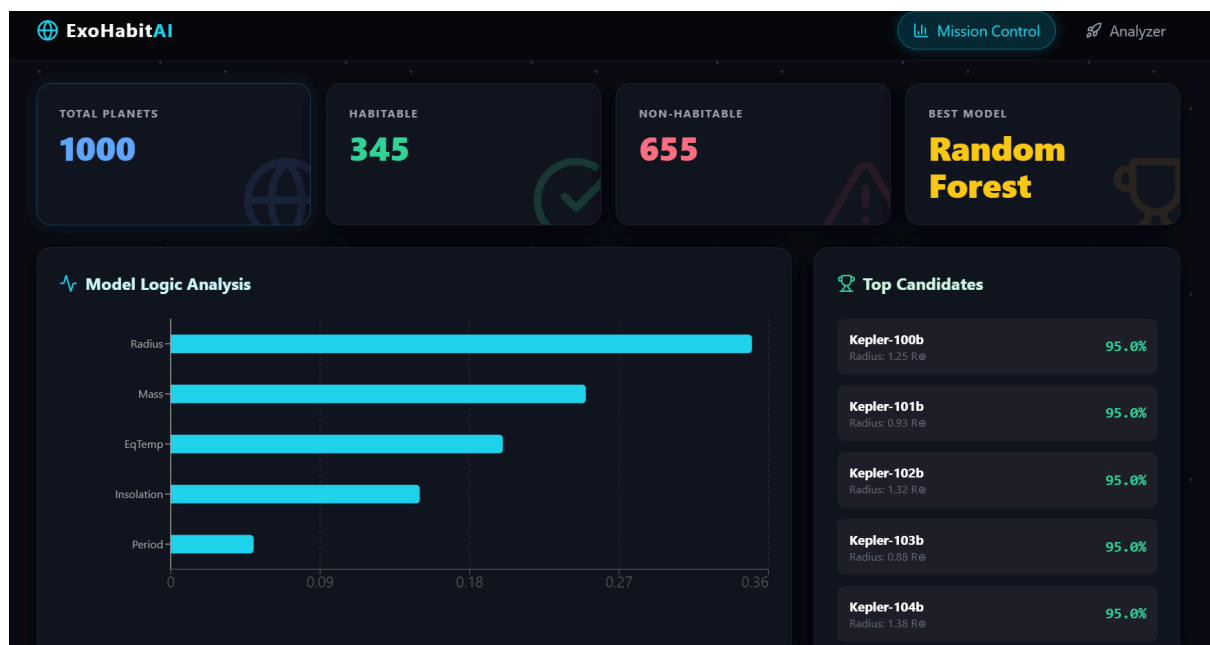 ExoHabitAI
Mission Control
Analyzer
TOTAL PLANETS
1000
HABITABLE
345
NON-HABITABLE
655
BEST MODEL
Random
Forest
Model Logic Analysis
Radius
Mass
EqTemp
Insolation
Period
0 0.09 0.18 0.27 0.36
Top Candidates
Kepler-100b
Radius: 1.25 R⊕
95.0%
Kepler-101b
Radius: 0.93 R⊕
95.0%
Kepler-102b
Radius: 1.32 R⊕
95.0%
Kepler-103b
Radius: 0.88 R⊕
95.0%
Kepler-104b
Radius: 1.38 R⊕
95.0%